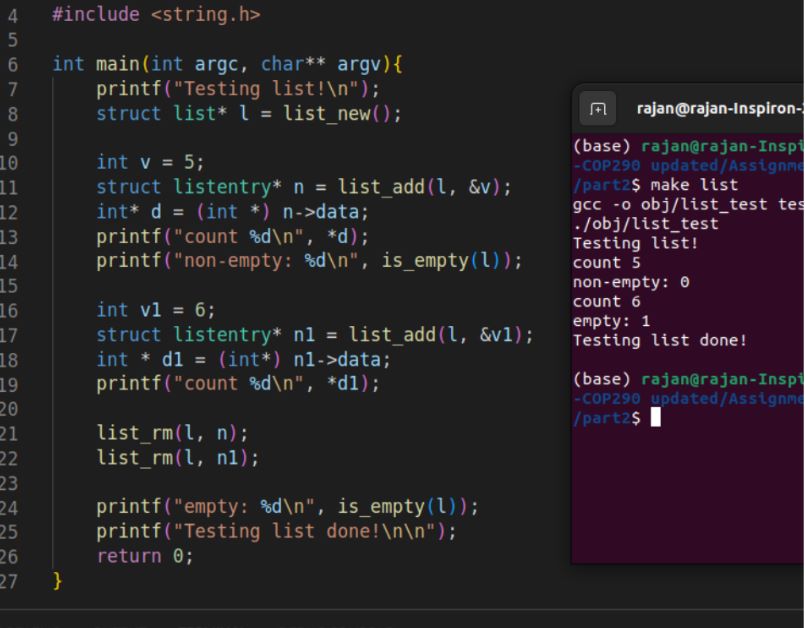 4 #include <string.h>
5
6 int main(int argc, char** argv){
7 printf("Testing list!\n");
8 struct list* l = list_new();
9
10 int v = 5;
11 struct listentry* n = list_add(l, &v);
12 int* d = (int *) n->data;
13 printf("count %d\n", *d);
14 printf("non-empty: %d\n", is_empty(l));
15
16 int v1 = 6;
17 struct listentry* n1 = list_add(l, &v1);
18 int * d1 = (int*) n1->data;
19 printf("count %d\n", *d1);
20
21 list_rm(l, n);
22 list_rm(l, n1);
23
24 printf("empty: %d\n", is_empty(l));
25 printf("Testing list done!\n\n");
26 return 0;
27 }
rajan@rajan-Inspiron-
(base) rajan@rajan-Inspi
-COP290 updated/Assignme
/part2$ make list
gcc -o obj/list_test tes
./obj/list_test
Testing list!
count 5
non-empty: 0
count 6
empty: 1
Testing list done!
(base) rajan@rajan-Inspi
-COP290 updated/Assignme
/part2$